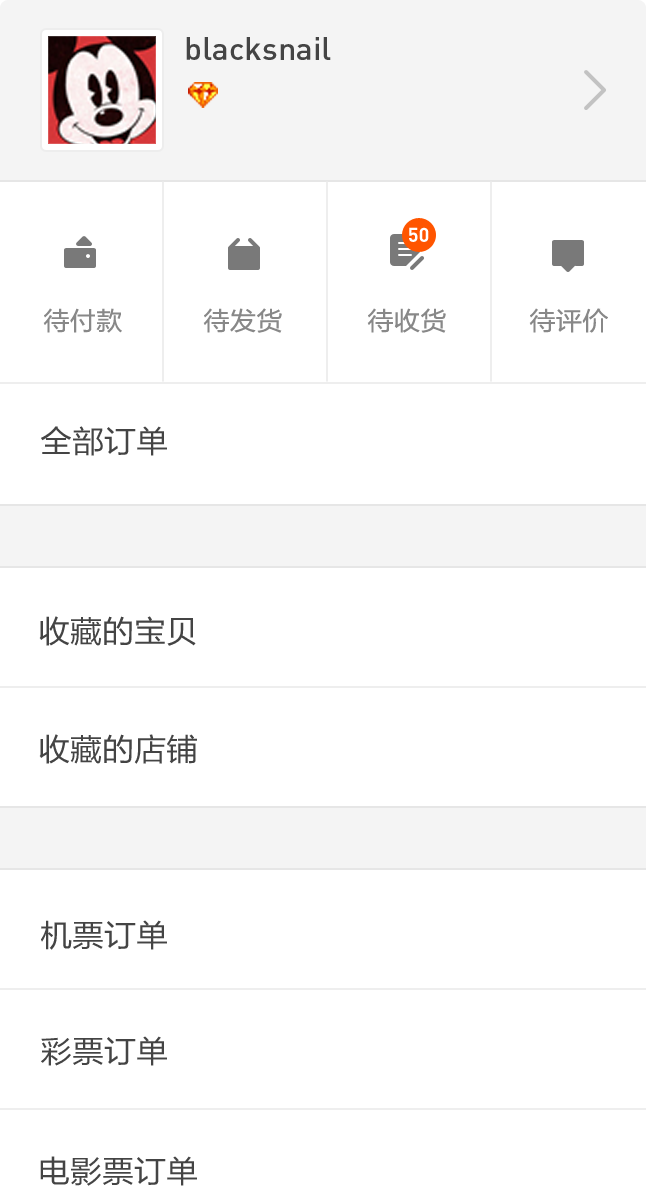 blacksnail
50
待付款 待发货 待收货 待评价
全部订单
收藏的宝贝
收藏的店铺
机票订单
彩票订单
电影票订单